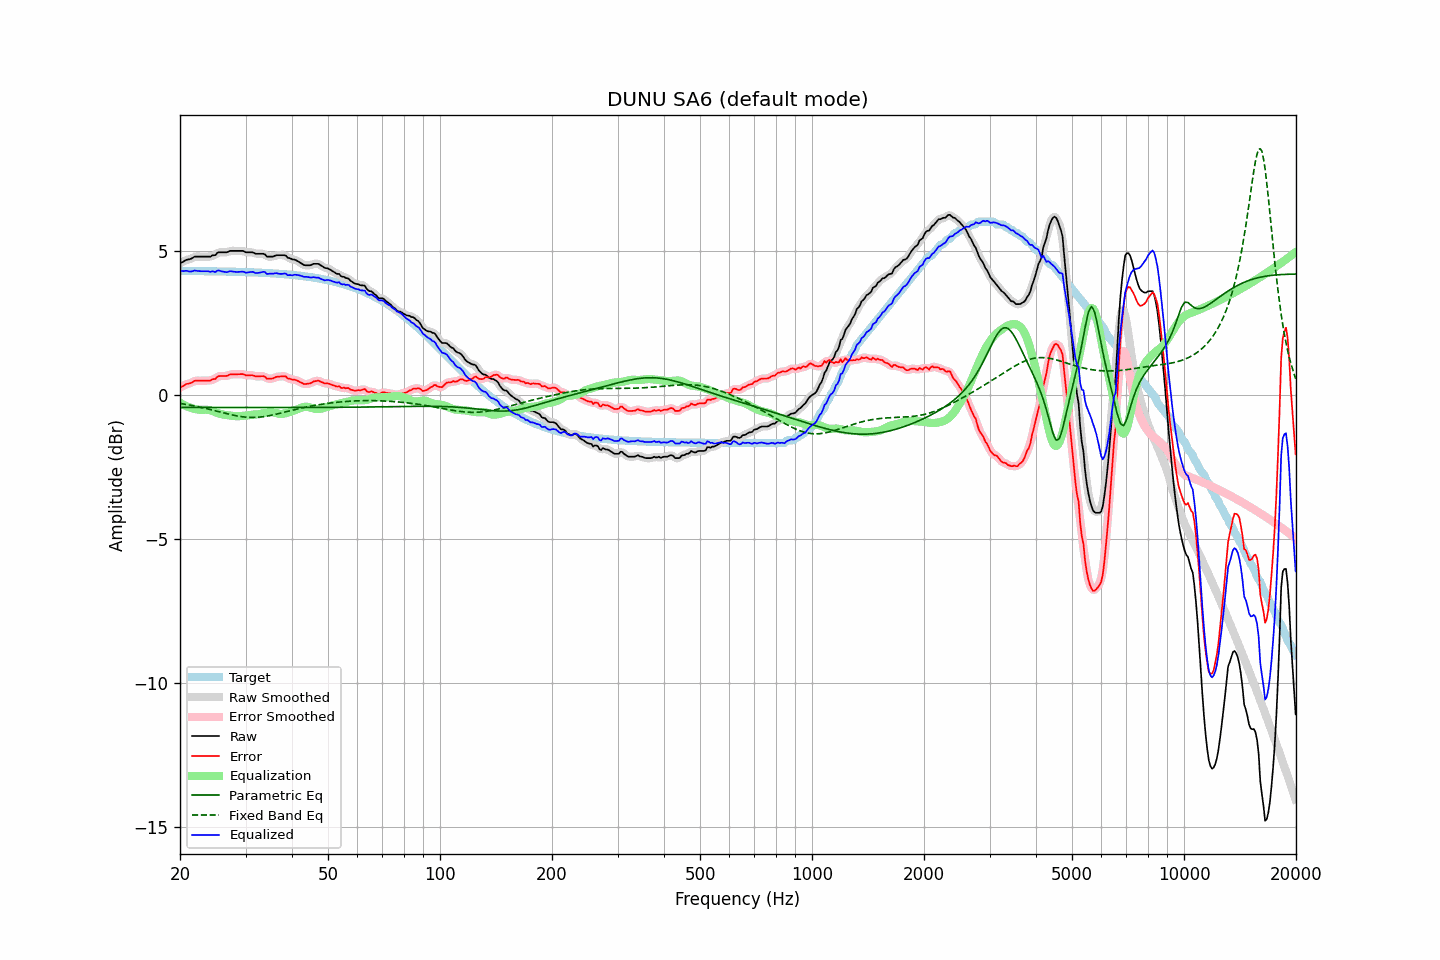 DUNU SA6 (default mode)
Amplitude (dBr)
5
0
−5
−10
−15
Target
Raw Smoothed
Error Smoothed
Raw
Error
Equalization
Parametric Eq
Fixed Band Eq
Equalized
20 50 100 200 500 1000 2000 5000 10000 20000
Frequency (Hz)